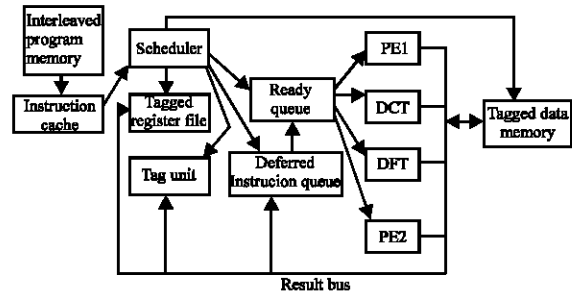 Interleaved
program
memory
Scheduler
PE1
Instruction
cache
Tagged
register file
Ready
queue
DCT
Tagged data
memory
Tag unit
Deferred
Instrucion queue
DFT
PE2
Result bus